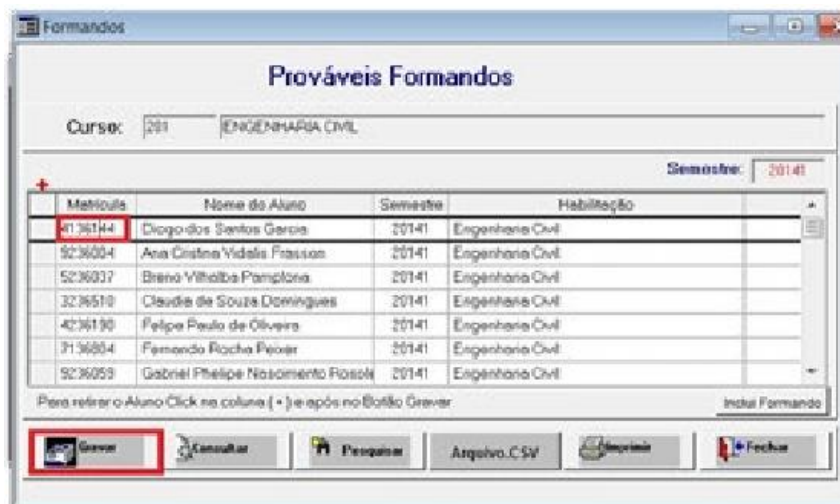 Formandos
Prováveis Formandos
Curso: 201 ENGENHARIA CIVIL
Semestre: 20141
+
Matrícula Nome do Aluno Semestre Habilitação
4136144 Diogo dos Santos Garcia 20141 Engenharia Civil
9236004 Ana Cristina Vidalis Frasson 20141 Engenharia Civil
5236037 Breno Vilhalba Pamplona 20141 Engenharia Civil
3236510 Claudia de Souza Domingues 20141 Engenharia Civil
4236190 Felipe Paulo de Oliveira 20141 Engenharia Civil
7136804 Fernando Rocha 20141 Engenharia Civil
9236059 Gabriel Phelipe Nascimento 20141 Engenharia Civil
Para retirar o Aluno Click na coluna (+) e após no Botão Gravar Inclui Formando
Gravar Consultar Pesquisar Arquivo.CSV Imprimir Fechar